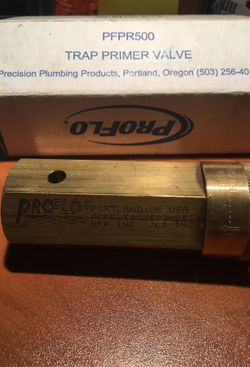 PFPR500
TRAP PRIMER VALVE
Precision Plumbing Products, Portland, Oregon (503) 256-40
PROFLO
PROFLO
PORTLAND, OR USA